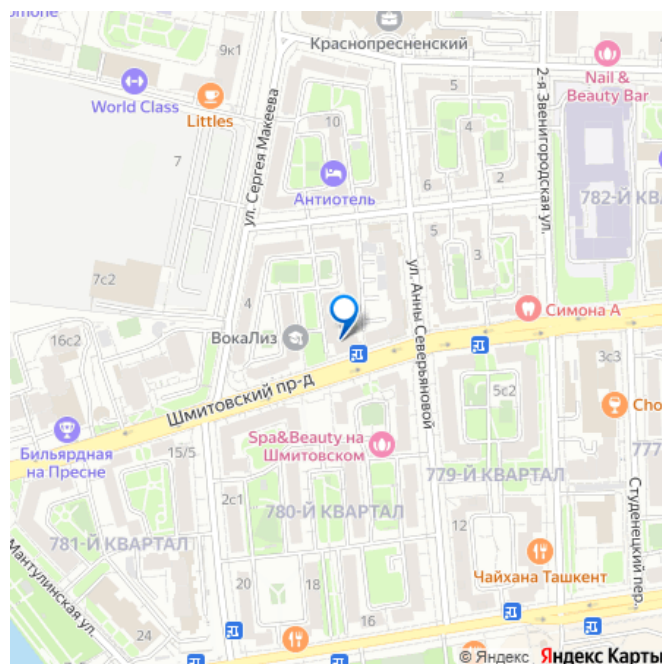 Краснопресненский
9к1
World Class
Littles
ул. Сергея Макеева
10
5
4
Nail &
Beauty Bar
2-я Звенигородская ул.
7
Антиотель
6
2
782-Й КВА
5
3
7с2
4
ул. Анны Северьяновой
Симона А
16с2
ВокаЛиз
3с3
Шмитовский пр-д
5с2
Cho
Бильярдная
на Пресне
15/5
Spa&Beauty на
Шмитовском
779-Й КВАРТАЛ
777
2с1
780-Й КВАРТАЛ
Студенецкий пер.
781-Й КВАРТАЛ
12
Мантулинская ул.
20
18
Чайхана Ташкент
24
16
© Яндекс Яндекс Карты